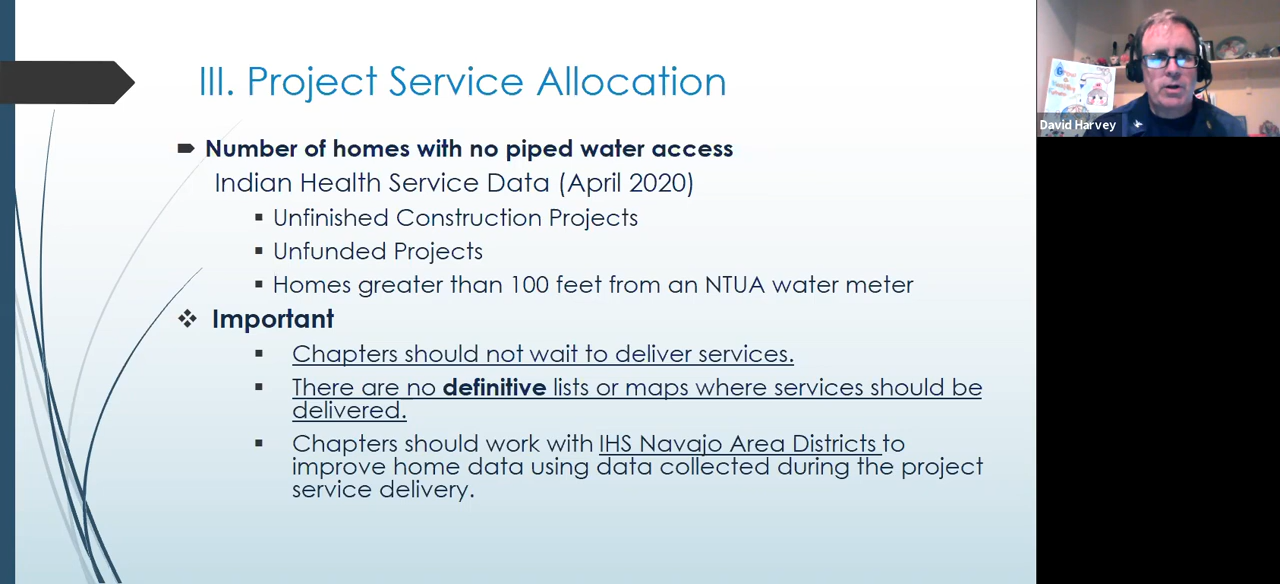 III. Project Service Allocation
Number of homes with no piped water access
Indian Health Service Data (April 2020)
Unfinished Construction Projects
Unfunded Projects
Homes greater than 100 feet from an NTUA water meter
Important
Chapters should not wait to deliver services.
There are no definitive lists or maps where services should be
delivered.
Chapters should work with IHS Navajo Area Districts to
improve home data using data collected during the project
service delivery.
David Harvey